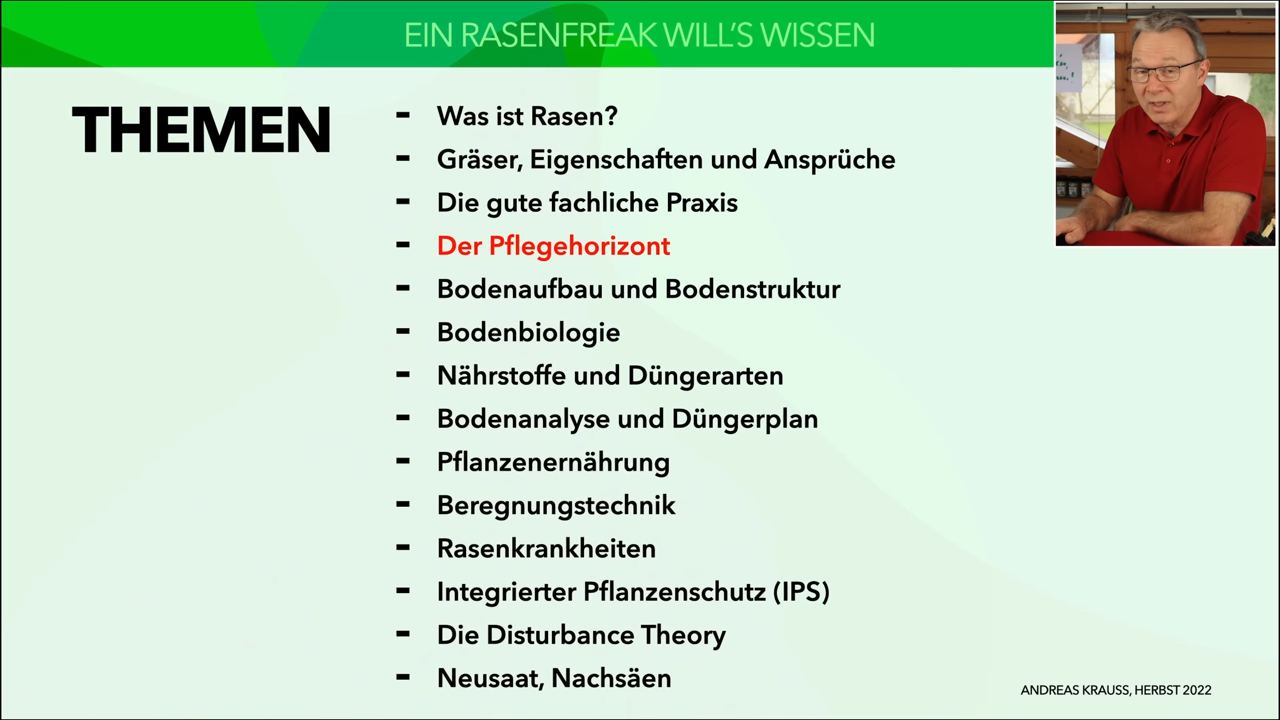 EIN RASENFREAK WILL'S WISSEN
THEMEN
- Was ist Rasen?
- Gräser, Eigenschaften und Ansprüche
- Die gute fachliche Praxis
- Der Pflegehorizont
- Bodenaufbau und Bodenstruktur
- Bodenbiologie
- Nährstoffe und Düngerarten
- Bodenanalyse und Düngerplan
- Pflanzenernährung
- Beregnungstechnik
- Rasenkrankheiten
- Integrierter Pflanzenschutz (IPS)
- Die Disturbance Theory
- Neusaat, Nachsäen
ANDREAS KRAUSS, HERBST 2022